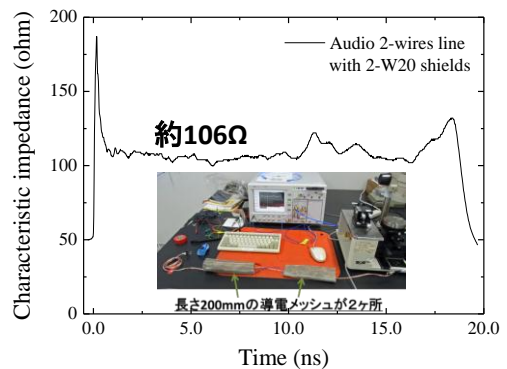 200
150
100
50
0
Characteristic impedance (ohm)
Audio 2-wires line
with 2-W20 shields
約106Ω
長さ200mmの導電メッシュが2ヶ所
0.0
5.0
10.0
15.0
20.0
Time (ns)